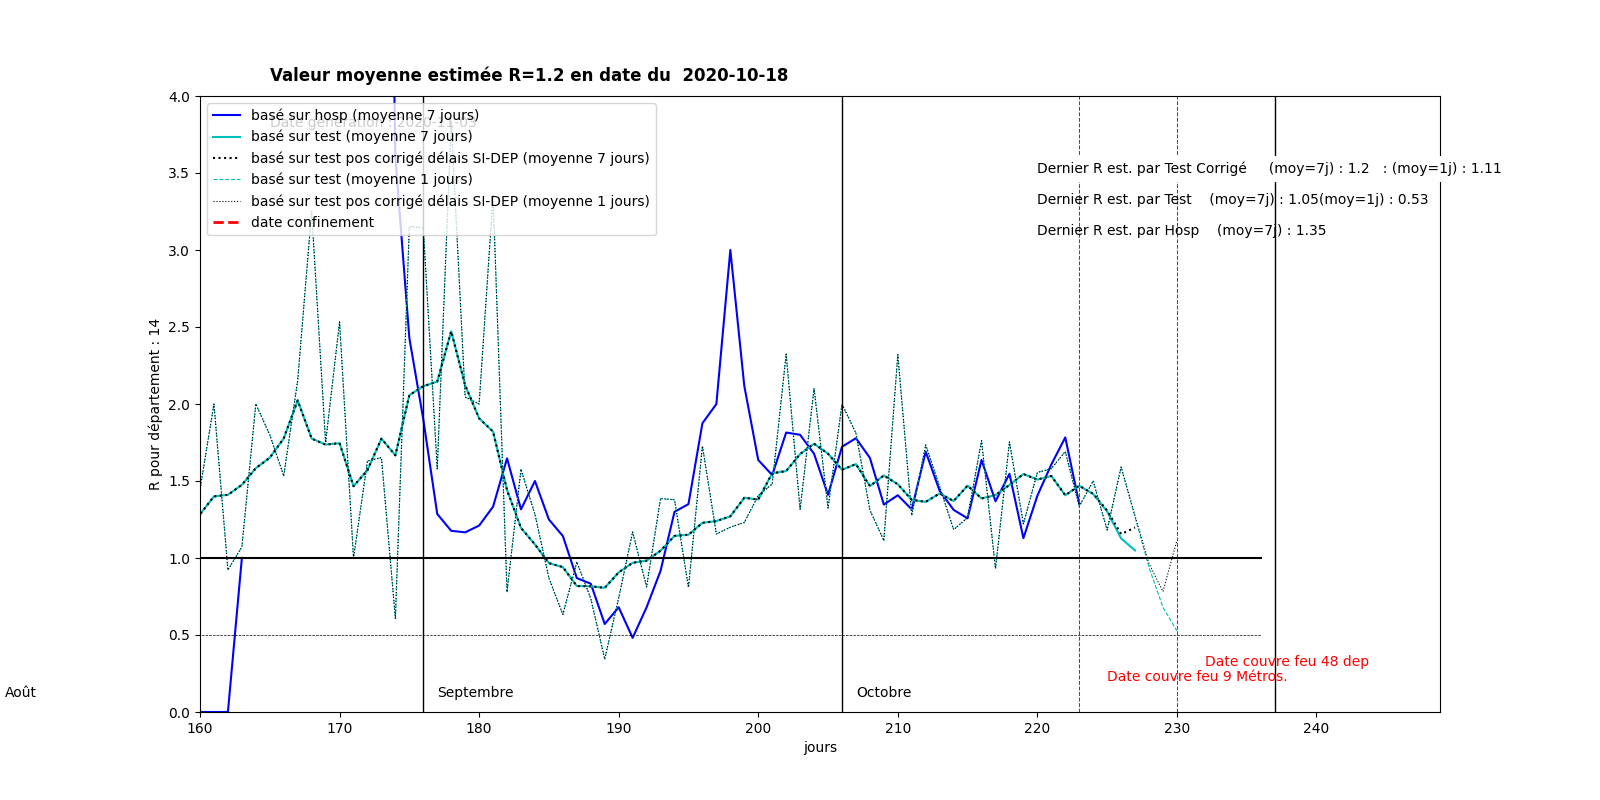 Valeur moyenne estimée R=1.2 en date du  2020-10-18
Date génération : 2020-11-03
basé sur hosp (moyenne 7 jours)
basé sur test (moyenne 7 jours)
basé sur test pos corrigé délais SI-DEP (moyenne 7 jours)
basé sur test (moyenne 1 jours)
basé sur test pos corrigé délais SI-DEP (moyenne 1 jours)
date confinement
Dernier R est. par Test Corrigé     (moy=7j) : 1.2   : (moy=1j) : 1.11
Dernier R est. par Test    (moy=7j) : 1.05(moy=1j) : 0.53
Dernier R est. par Hosp    (moy=7j) : 1.35
4.0
3.5
3.0
2.5
2.0
1.5
1.0
0.5
0.0
R pour département : 14
Date couvre feu 48 dep
Date couvre feu 9 Métros.
Août
Septembre
Octobre
160 170 180 190 200 210 220 230 240
jours